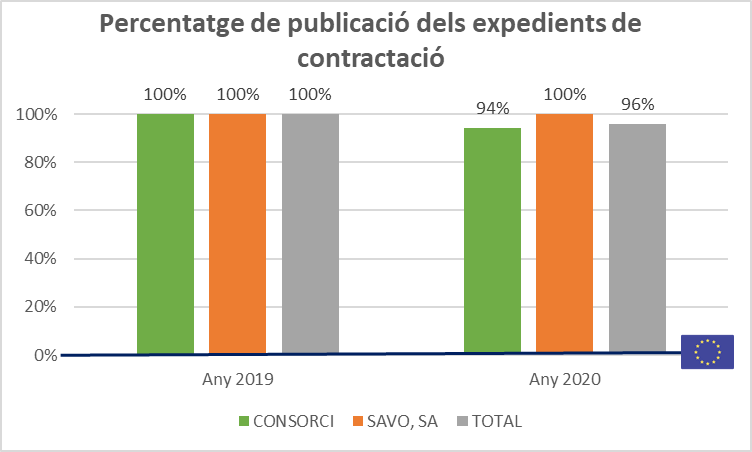 Percentatge de publicació dels expedients de
contractació
100% 100% 100%
94% 100% 96%
100%
80%
60%
40%
20%
0%
Any 2019 Any 2020
CONSORCI SAVO, SA TOTAL